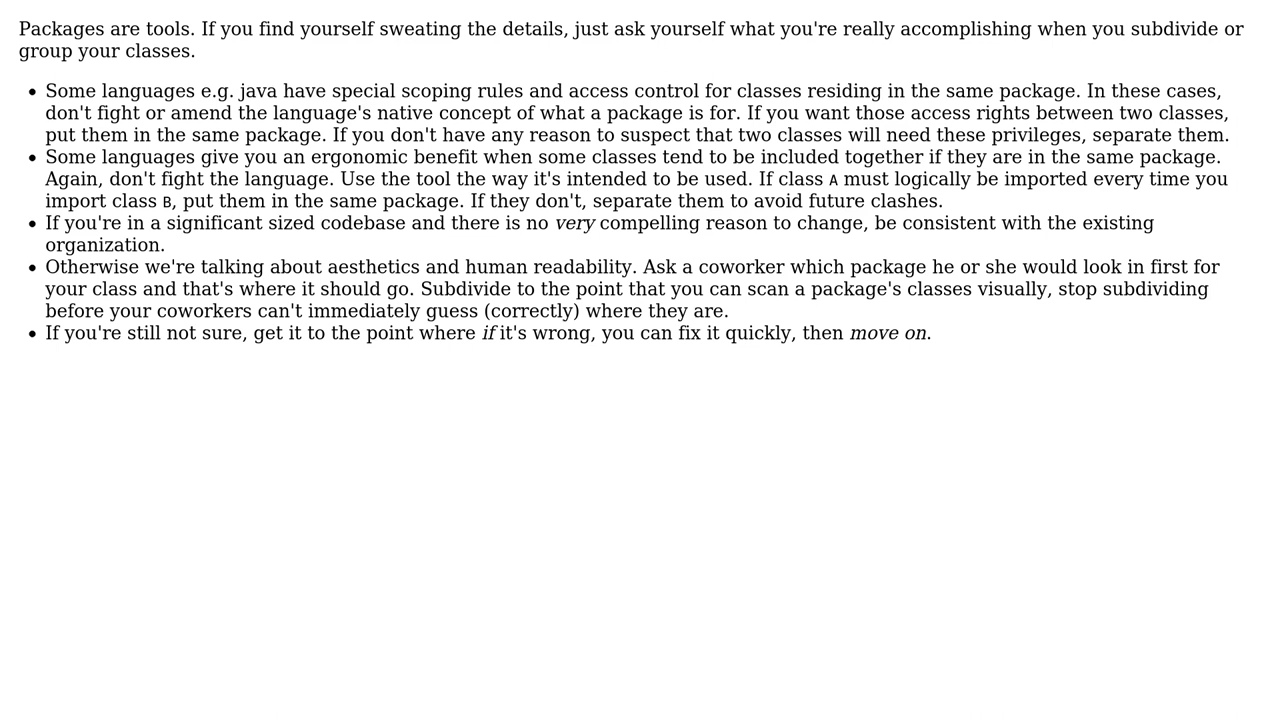 Packages are tools. If you find yourself sweating the details, just ask yourself what you're really accomplishing when you subdivide or
group your classes.
• Some languages e.g. java have special scoping rules and access control for classes residing in the same package. In these cases,
don't fight or amend the language's native concept of what a package is for. If you want those access rights between two classes,
put them in the same package. If you don't have any reason to suspect that two classes will need these privileges, separate them.
• Some languages give you an ergonomic benefit when some classes tend to be included together if they are in the same package.
Again, don't fight the language. Use the tool the way it's intended to be used. If class A must logically be imported every time you
import class B, put them in the same package. If they don't, separate them to avoid future clashes.
• If you're in a significant sized codebase and there is no very compelling reason to change, be consistent with the existing
organization.
• Otherwise we're talking about aesthetics and human readability. Ask a coworker which package he or she would look in first for
your class and that's where it should go. Subdivide to the point that you can scan a package's classes visually, stop subdividing
before your coworkers can't immediately guess (correctly) where they are.
• If you're still not sure, get it to the point where if it's wrong, you can fix it quickly, then move on.